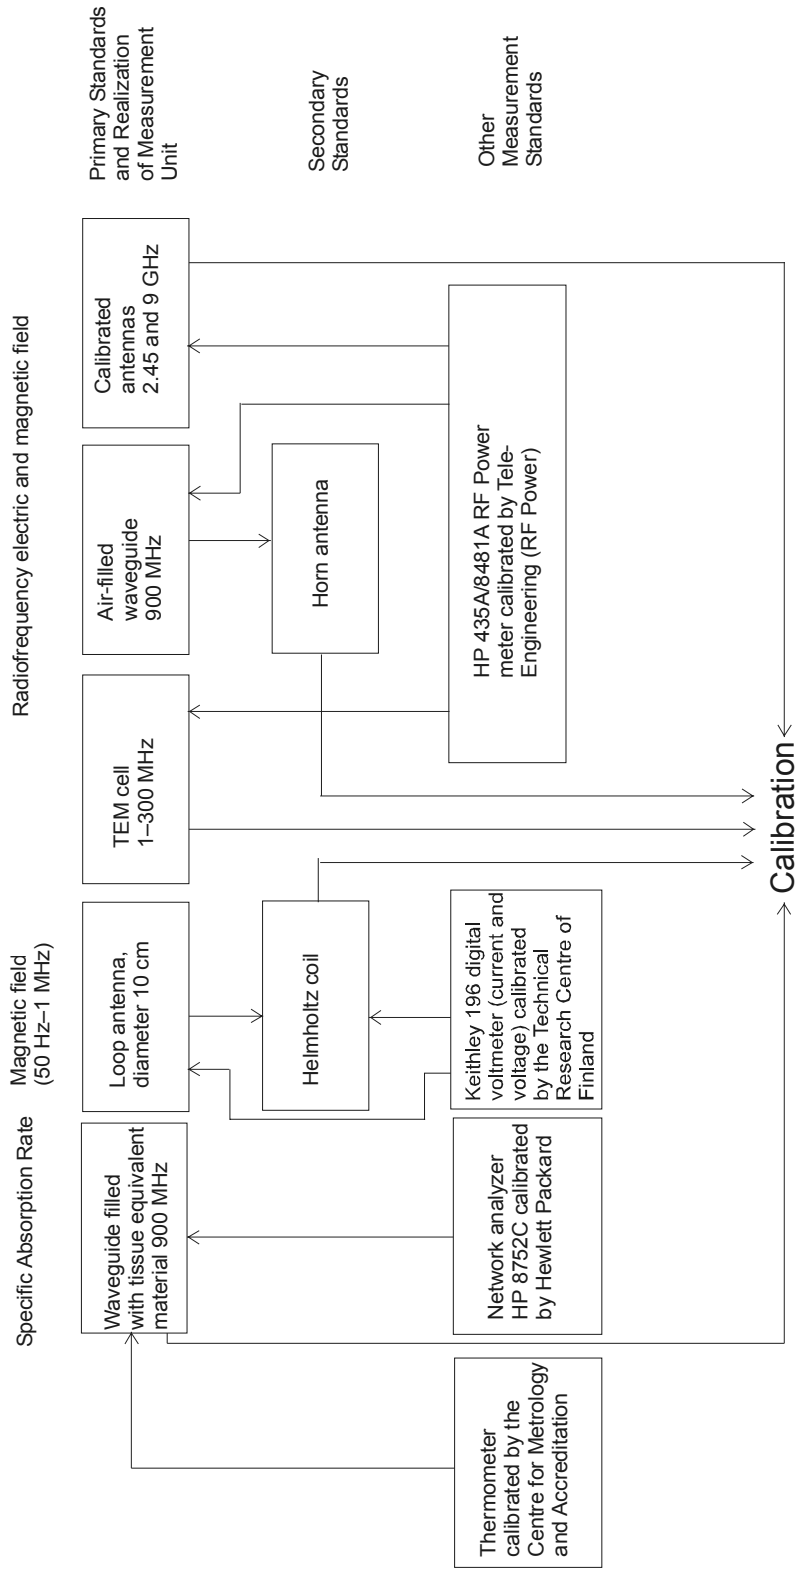 Specific Absorption Rate
Magnetic field
(50 Hz–1 MHz)
Radiofrequency electric and magnetic field
Waveguide filled
with tissue equivalent
material 900 MHz
Loop antenna,
diameter 10 cm
TEM cell
1–300 MHz
Air-filled
waveguide
900 MHz
Calibrated
antennas
2.45 and 9 GHz
Primary Standards
and Realization
of Measurement
Unit
Helmholtz coil
Horn antenna
Secondary
Standards
Thermometer
calibrated by the
Centre for Metrology
and Accreditation
Network analyzer
HP 8752C calibrated
by Hewlett Packard
Keithley 196 digital
voltmeter (current and
voltage) calibrated
by the Technical
Research Centre of
Finland
HP 435A/8481A RF Power
meter calibrated by Tele-
Engineering (RF Power)
Other
Measurement
Standards
Calibration